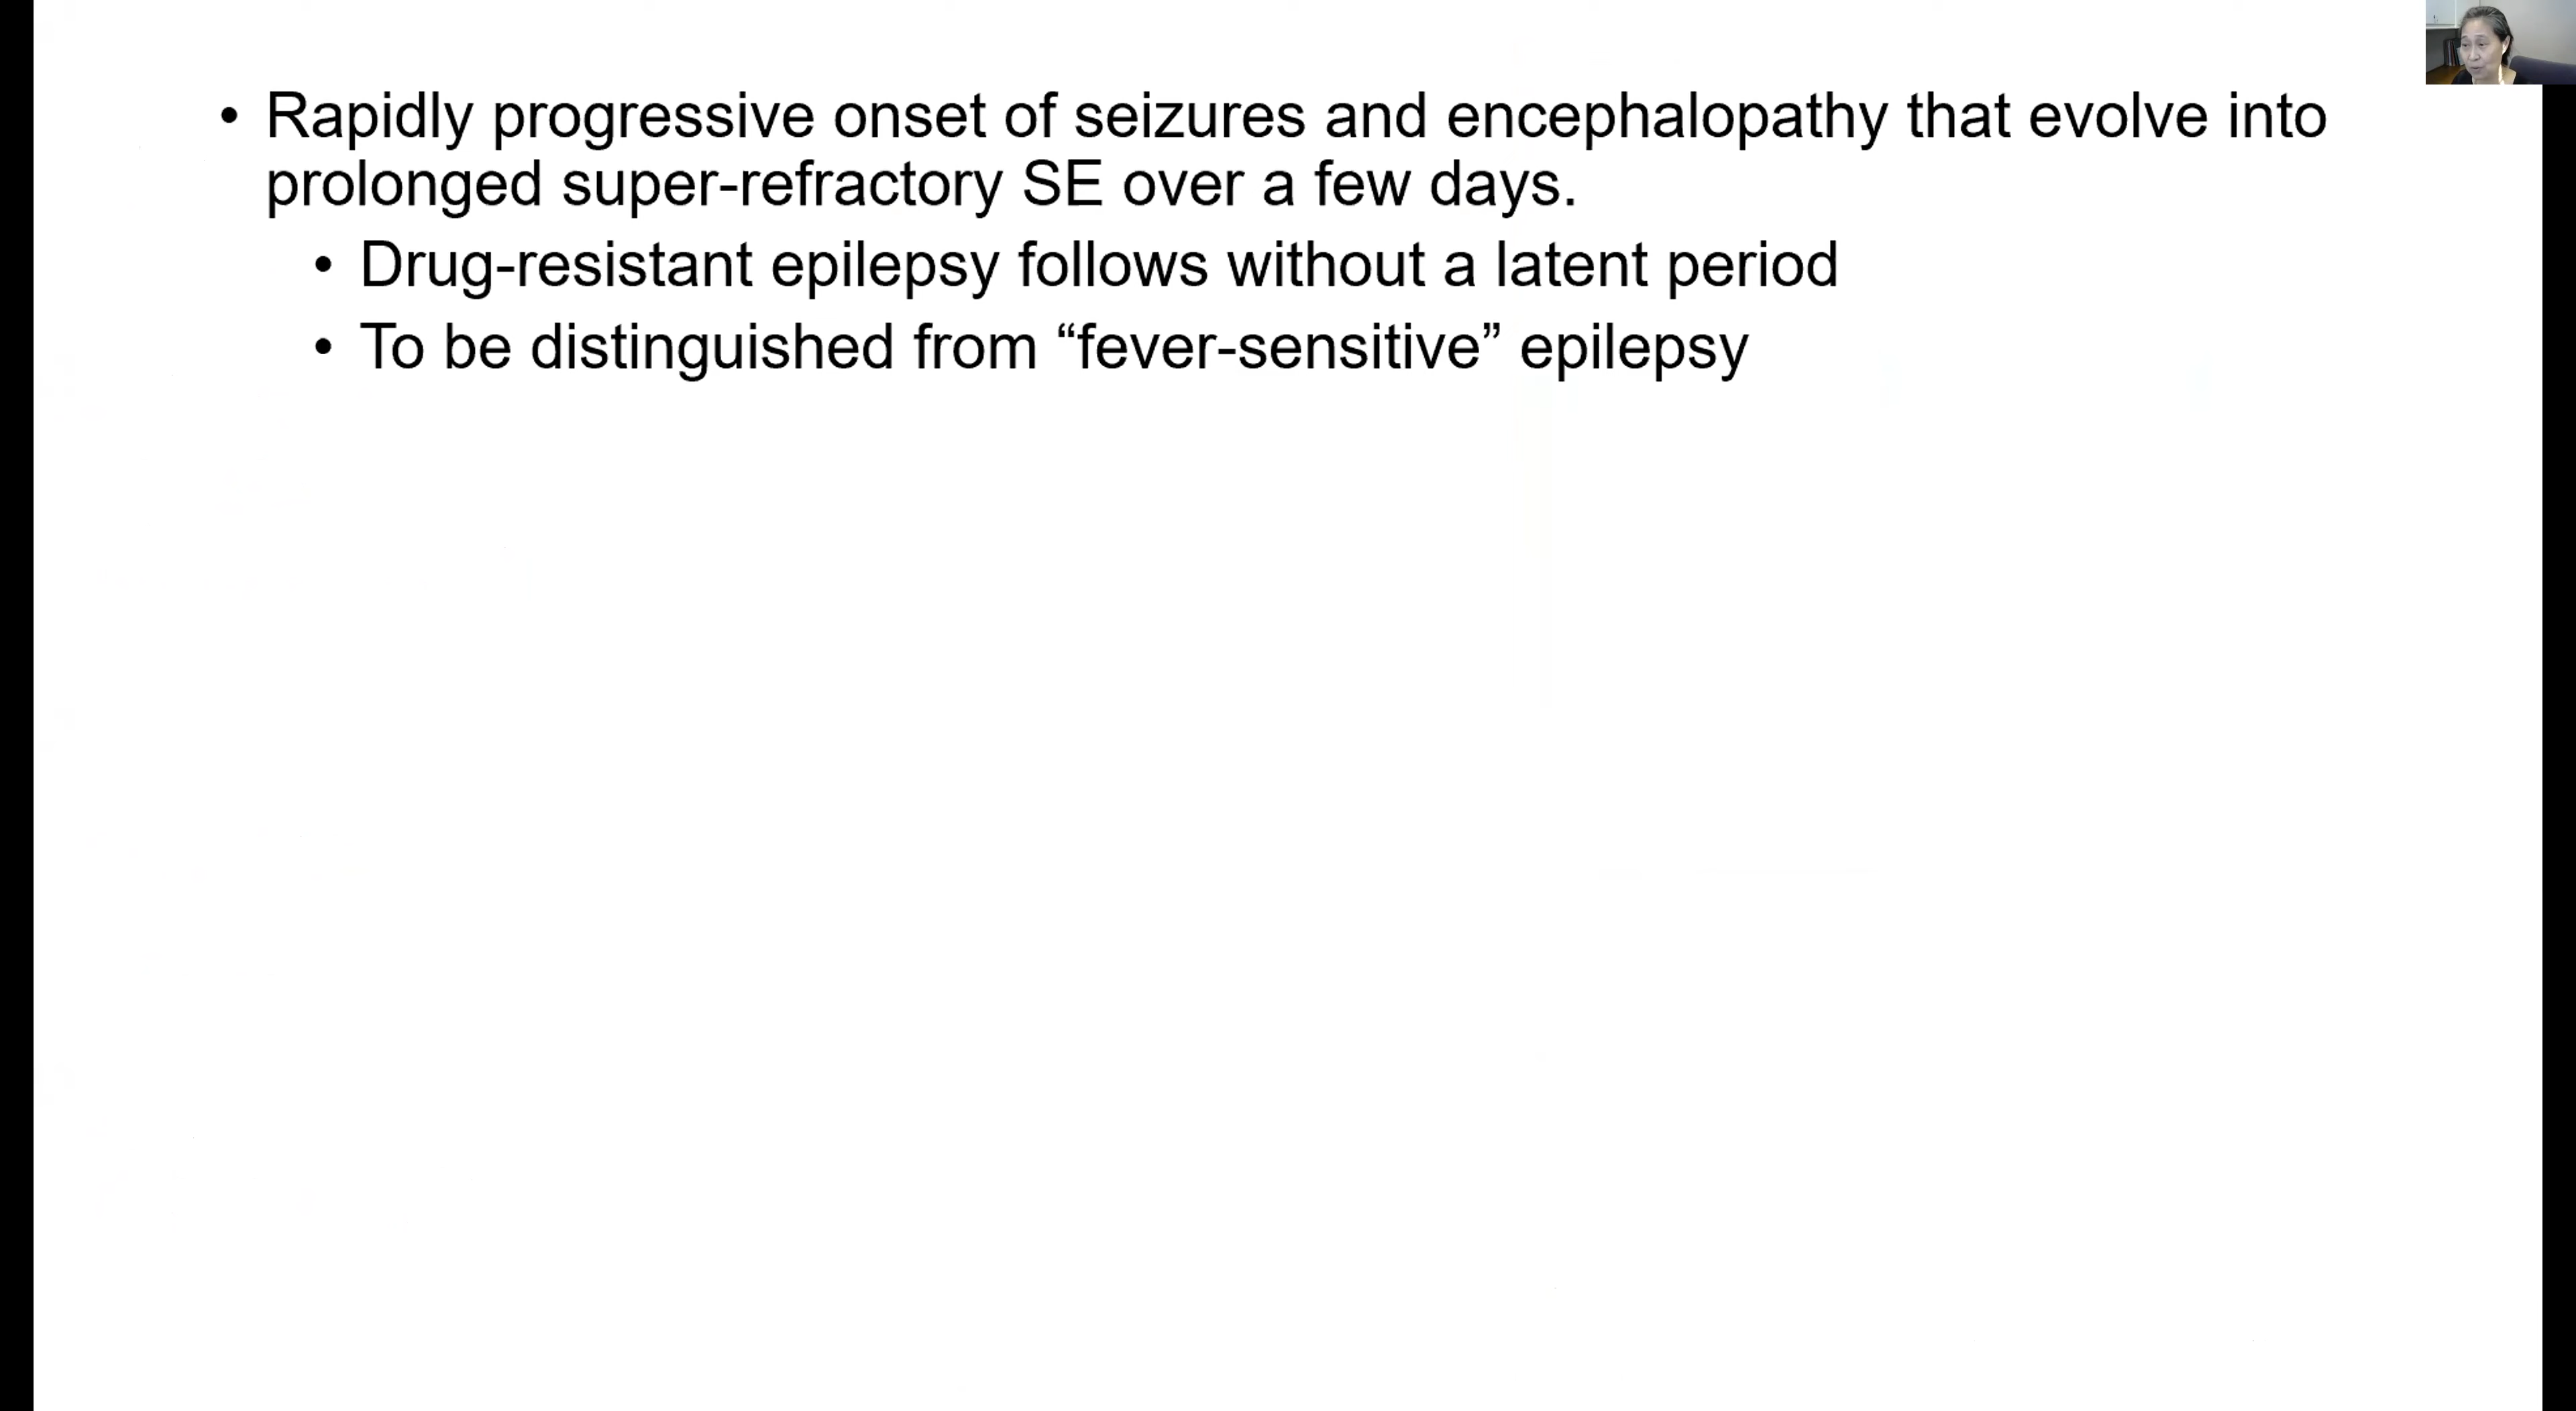 • Rapidly progressive onset of seizures and encephalopathy that evolve into
prolonged super-refractory SE over a few days.
• Drug-resistant epilepsy follows without a latent period
• To be distinguished from “fever-sensitive” epilepsy